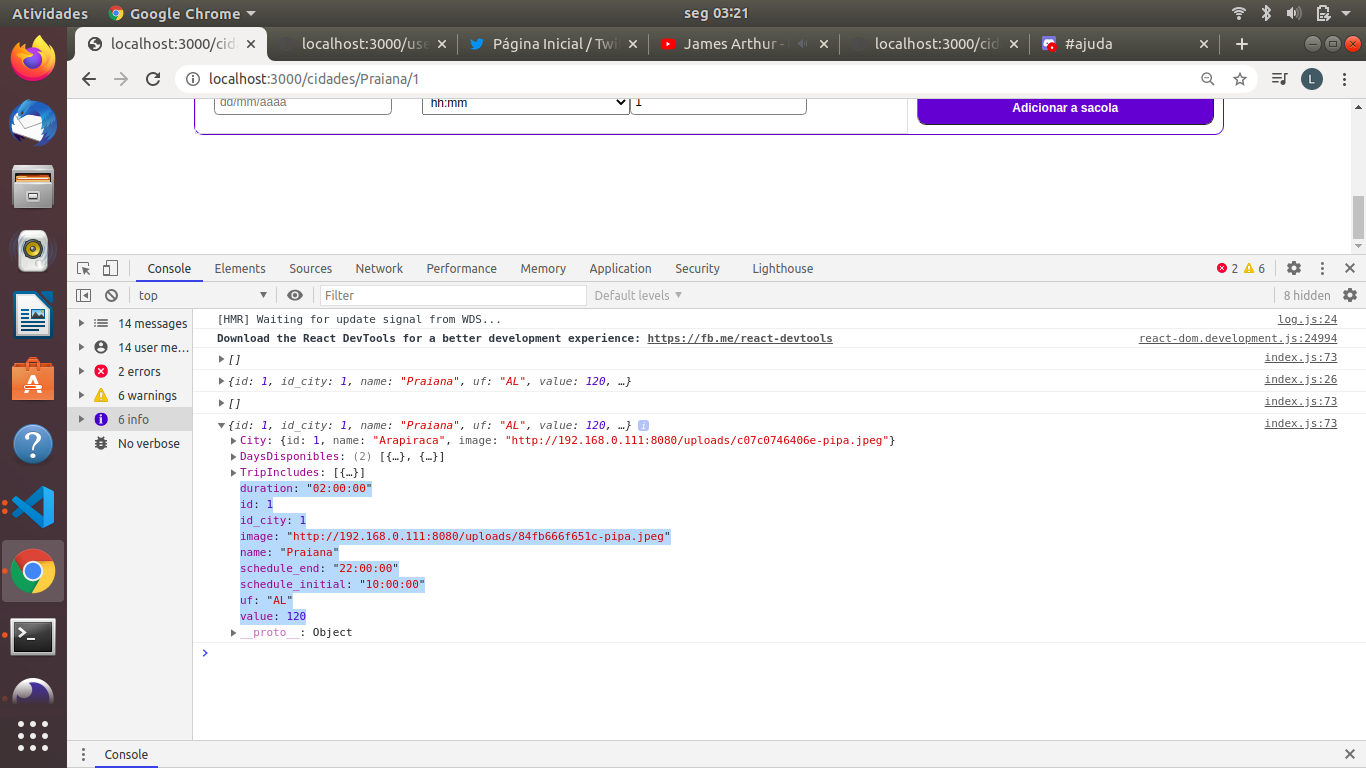 Atividades Google Chrome seg 03:21
localhost:3000/cid localhost:3000/use Página Inicial / Twi James Arthur - localhost:3000/cid #ajuda
localhost:3000/cidades/Praiana/1 L
dd/mm/aaaa hh:mm 1 Adicionar a sacola
Console Elements Sources Network Performance Memory Application Security Lighthouse 2 6
top Filter Default levels 8 hidden
14 messages
14 user me...
2 errors
6 warnings
6 info
No verbose
[HMR] Waiting for update signal from WDS... log.js:24
Download the React DevTools for a better development experience: https://fb.me/react-devtools react-dom.development.js:24994
[] index.js:73
{id: 1, id_city: 1, name: "Praiana", uf: "AL", value: 120, …} index.js:26
[] index.js:73
{id: 1, id_city: 1, name: "Praiana", uf: "AL", value: 120, …} i index.js:73
City: {id: 1, name: "Arapiraca", image: "http://192.168.0.111:8080/uploads/c07c0746406e-pipa.jpeg"}
DaysDisponibles: (2) [{…}, {…}]
TripIncludes: [{…}]
duration: "02:00:00"
id: 1
id_city: 1
image: "http://192.168.0.111:8080/uploads/84fb666f651c-pipa.jpeg"
name: "Praiana"
schedule_end: "22:00:00"
schedule_initial: "10:00:00"
uf: "AL"
value: 120
__proto__: Object
Console